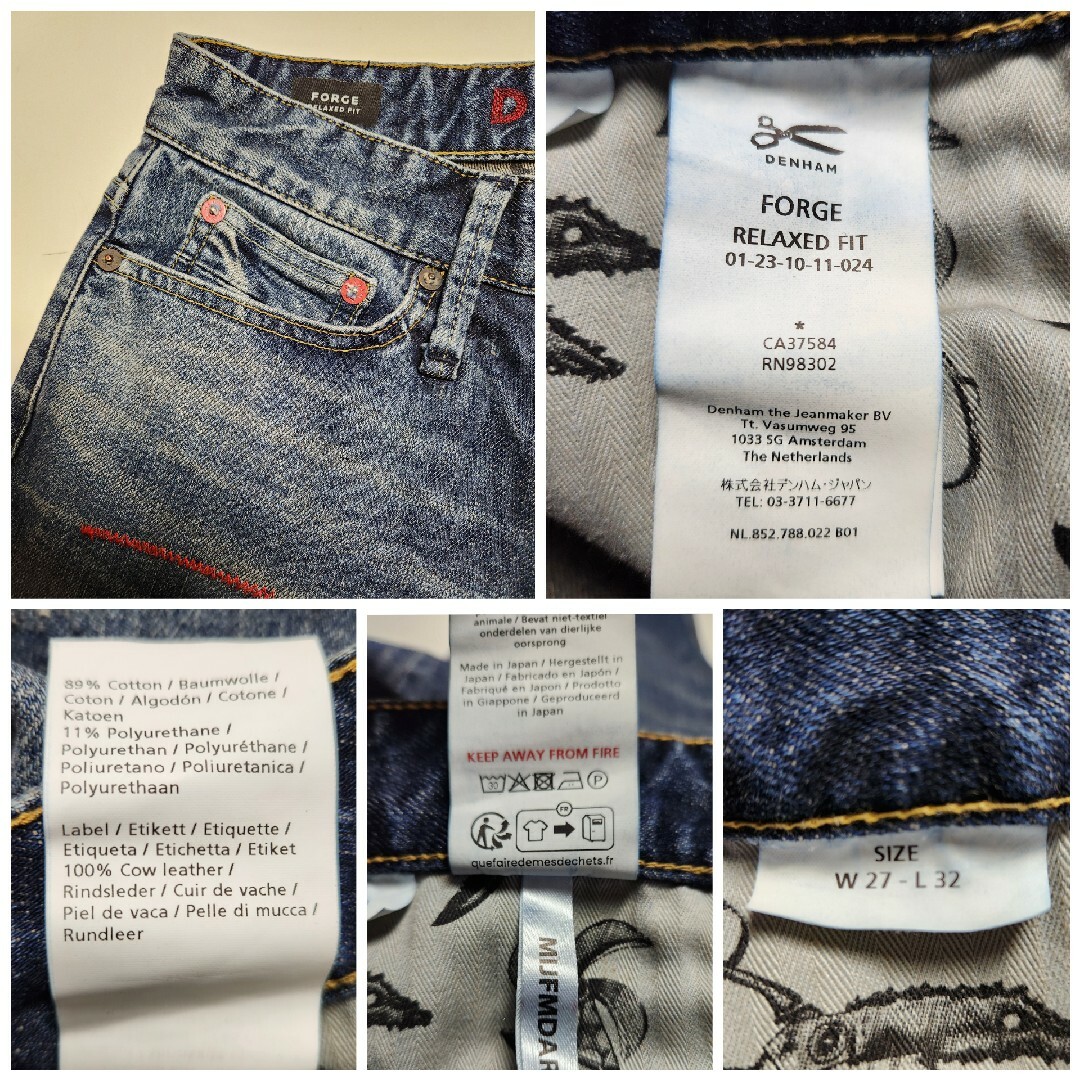 FORGE
RELAXED FIT
D
DENHAM
FORGE
RELAXED FIT
01-23-10-11-024
*
CA37584
RN98302
Denham the Jeanmaker BV
Tt. Vasumweg 95
1033 SG Amsterdam
The Netherlands
株式会社デンハム・ジャパン
TEL: 03-3711-6677
NL.852.788.022 B01
89% Cotton / Baumwolle /
Coton / Algodón / Cotone /
Katoen
11% Polyurethane /
Polyurethan / Polyuréthane /
Poliuretano / Poliuretanica /
Polyurethaan
Label / Etikett / Etiquette /
Etiqueta / Etichetta / Etiket
100% Cow leather /
Rindsleder / Cuir de vache /
Piel de vaca / Pelle di mucca /
Rundleer
animale / Bevat niet-textiel
onderdelen van dierlijke
oorsprong
Made in Japan / Hergestellt in
Japan / Fabricado en Japón /
Fabriqué en Japon / Prodotto
in Giappone / Geproduceerd
in Japan
KEEP AWAY FROM FIRE
30
P
FR
quefairedemesdechets.fr
MIJFMDAR
SIZE
W 27 - L 32